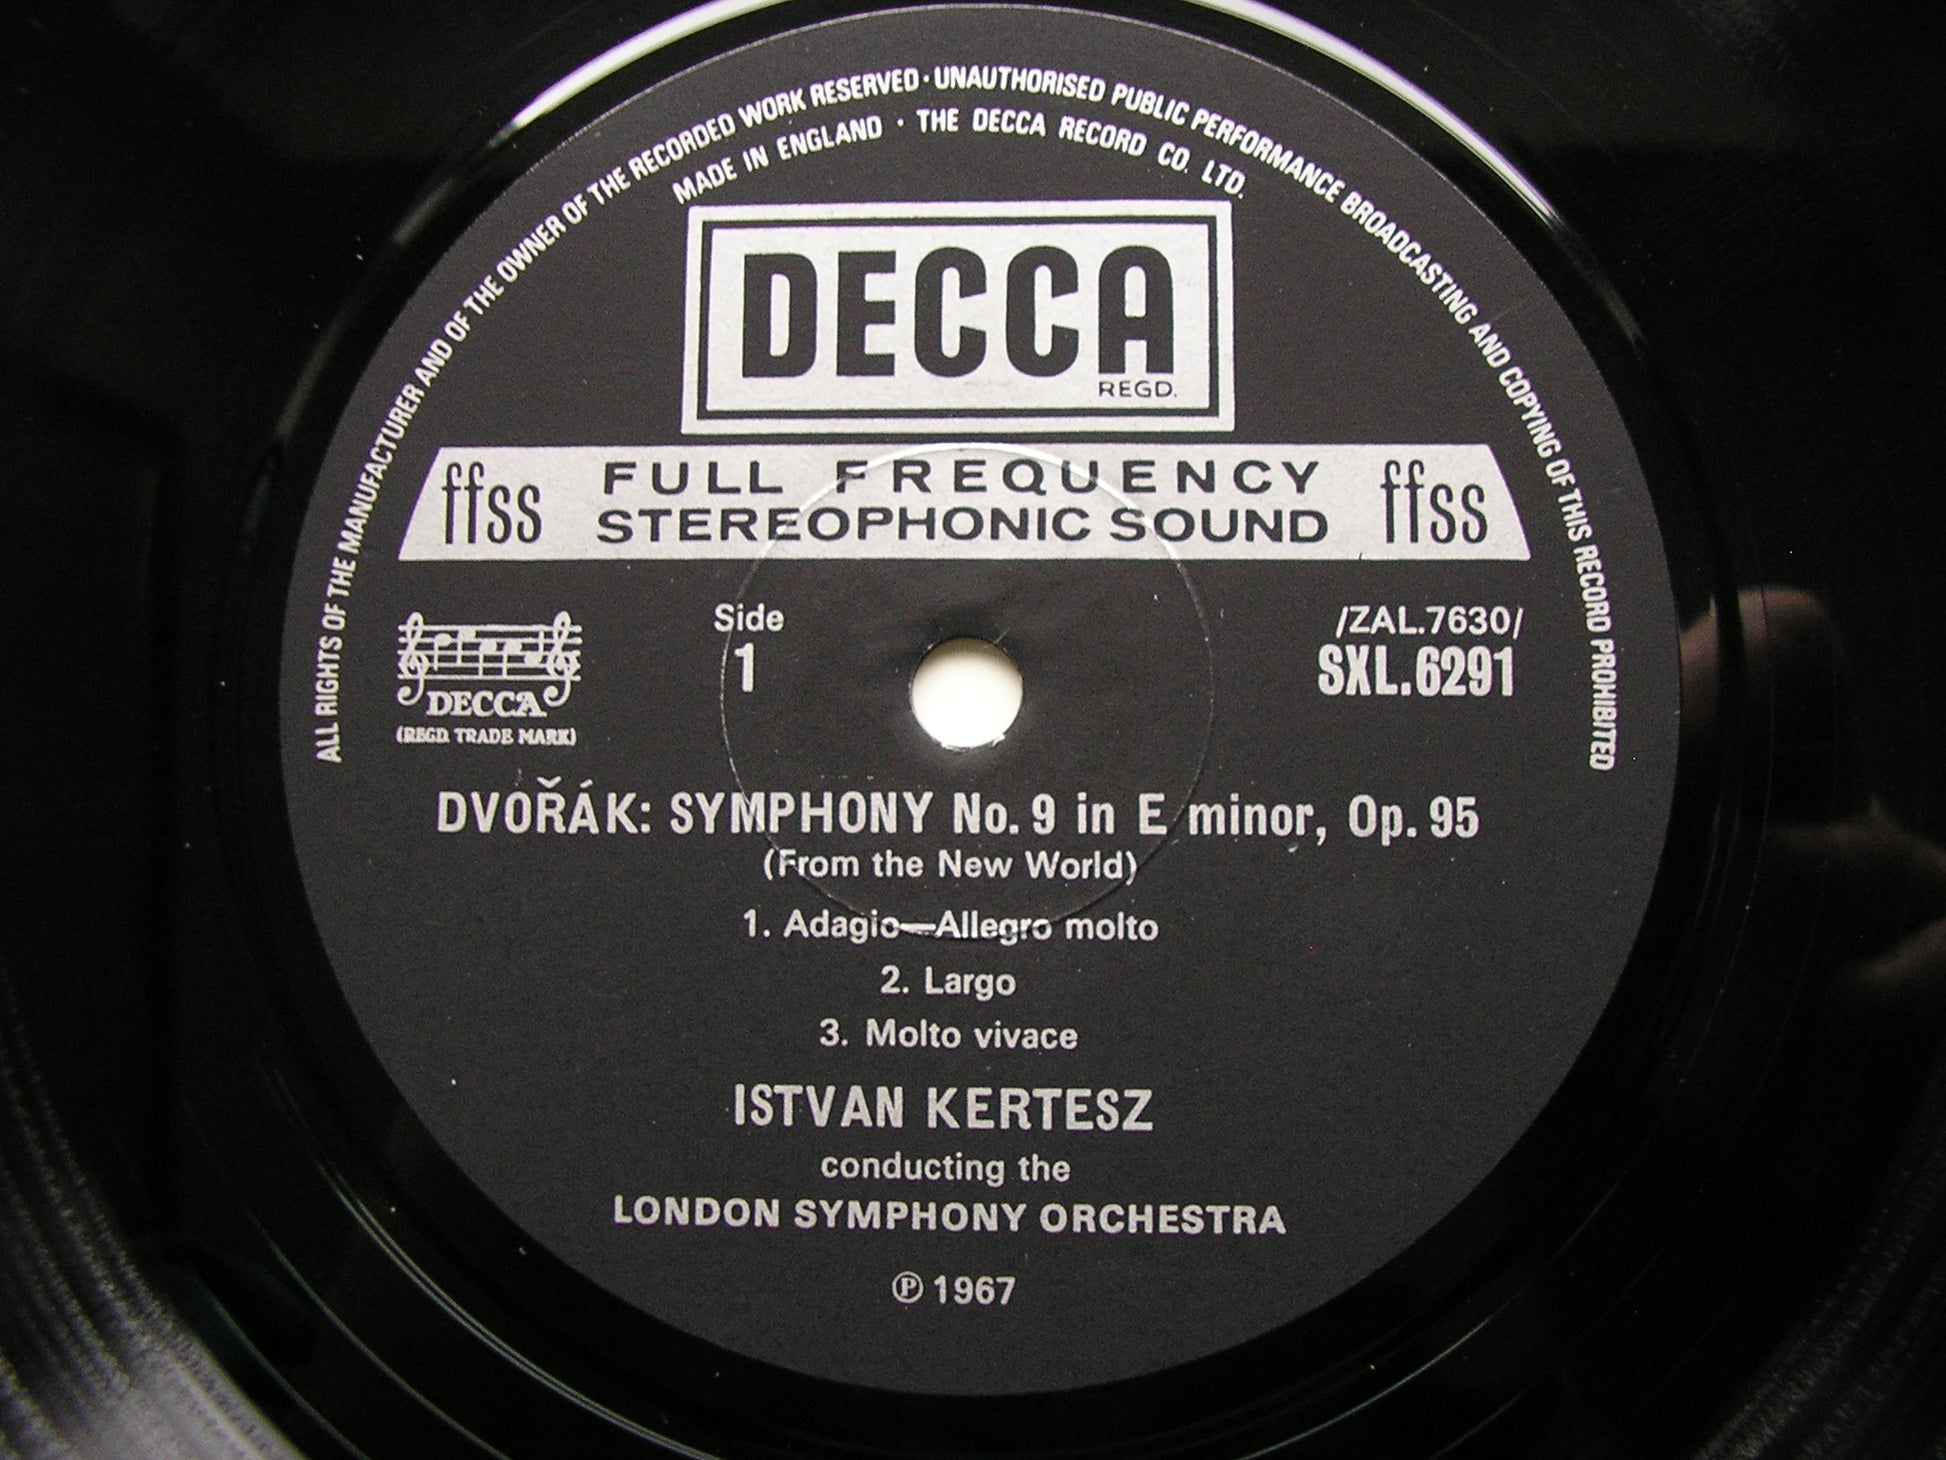 ALL RIGHTS OF THE MANUFACTURER AND OF THE OWNER OF THE RECORDED WORK RESERVED · UNAUTHORISED PUBLIC PERFORMANCE BROADCASTING AND COPYING OF THIS RECORD PROHIBITED
MADE IN ENGLAND · THE DECCA RECORD CO. LTD.
DECCA
REGD.
ffss FULL FREQUENCY ffss
STEREOPHONIC SOUND
Side /ZAL.7630/
1 SXL.6291
DECCA
(REGD. TRADE MARK)
DVOŘÁK: SYMPHONY No. 9 in E minor, Op. 95
(From the New World)
1. Adagio—Allegro molto
2. Largo
3. Molto vivace
ISTVAN KERTESZ
conducting the
LONDON SYMPHONY ORCHESTRA
℗ 1967